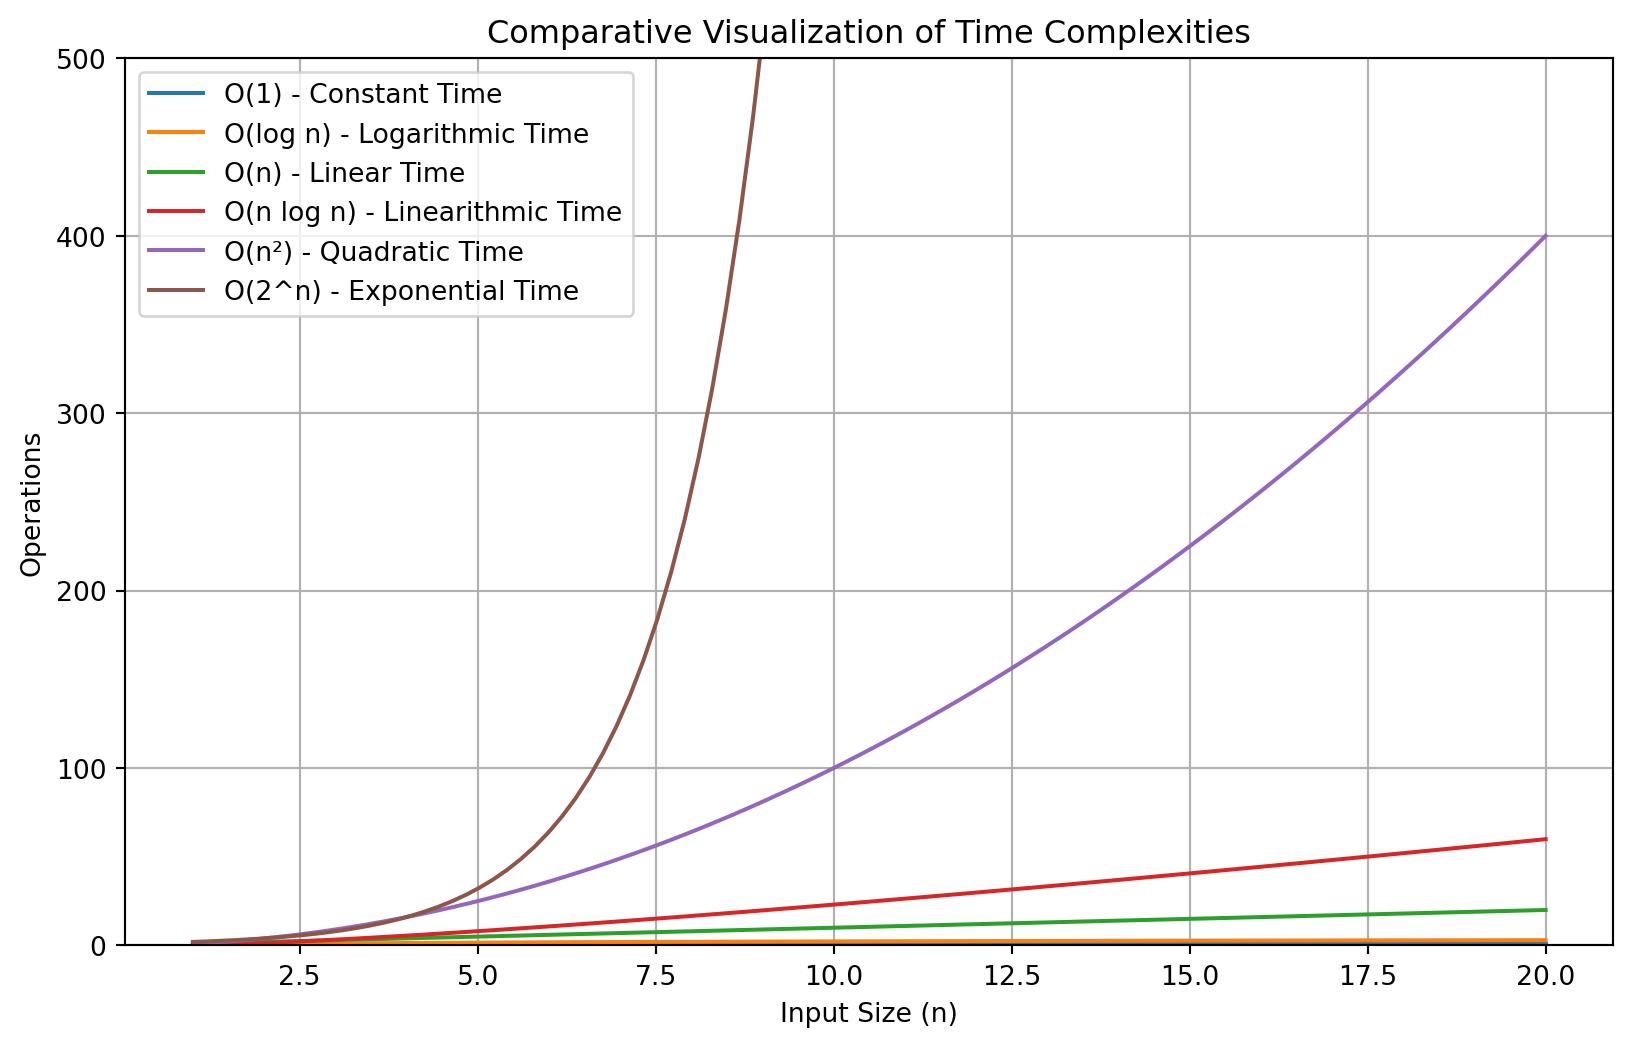 Comparative Visualization of Time Complexities
500
400
300
200
100
0
Operations
O(1) - Constant Time
O(log n) - Logarithmic Time
O(n) - Linear Time
O(n log n) - Linearithmic Time
O(n²) - Quadratic Time
O(2^n) - Exponential Time
2.5 5.0 7.5 10.0 12.5 15.0 17.5 20.0
Input Size (n)